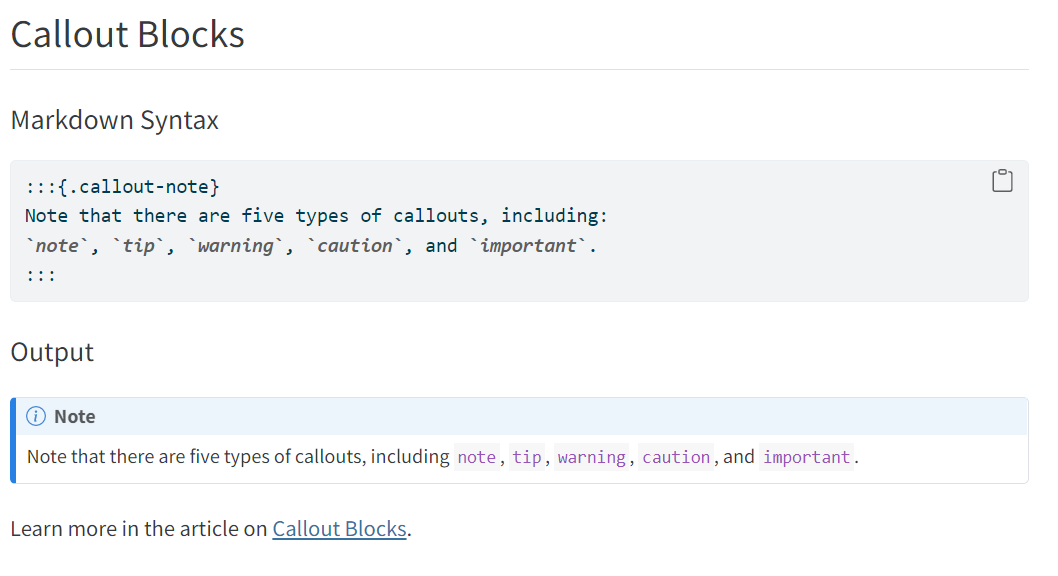 Callout Blocks
Markdown Syntax
:::{.callout-note}
Note that there are five types of callouts, including:
`note`, `tip`, `warning`, `caution`, and `important`.
:::
Output
Note
Note that there are five types of callouts, including note, tip, warning, caution, and important.
Learn more in the article on Callout Blocks.